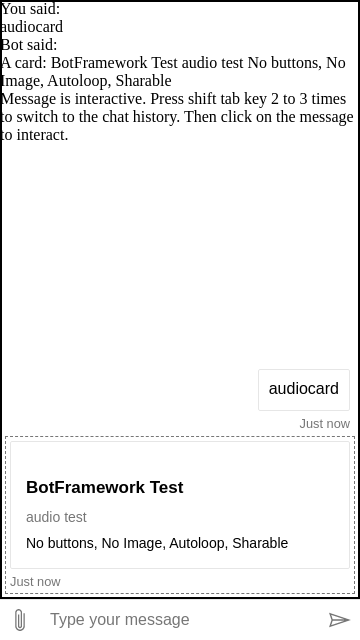 You said:
audiocard
Bot said:
A card: BotFramework Test audio test No buttons, No
Image, Autoloop, Sharable
Message is interactive. Press shift tab key 2 to 3 times
to switch to the chat history. Then click on the message
to interact.
audiocard
Just now
BotFramework Test
audio test
No buttons, No Image, Autoloop, Sharable
Just now
Type your message